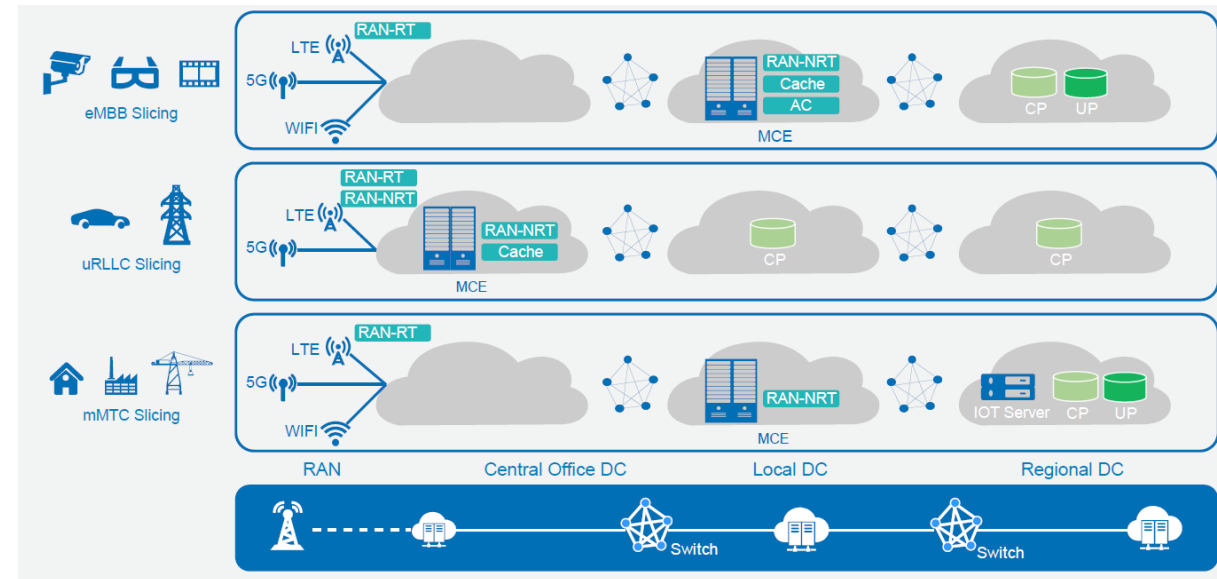 eMBB Slicing
LTE
RAN-RT
5G
WIFI
RAN-NRT
Cache
AC
MCE
CP
UP
uRLLC Slicing
RAN-RT
RAN-NRT
LTE
5G
RAN-NRT
Cache
MCE
CP
CP
mMTC Slicing
RAN-RT
LTE
5G
WIFI
RAN-NRT
MCE
IOT Server
CP
UP
RAN
Central Office DC
Local DC
Regional DC
Switch
Switch